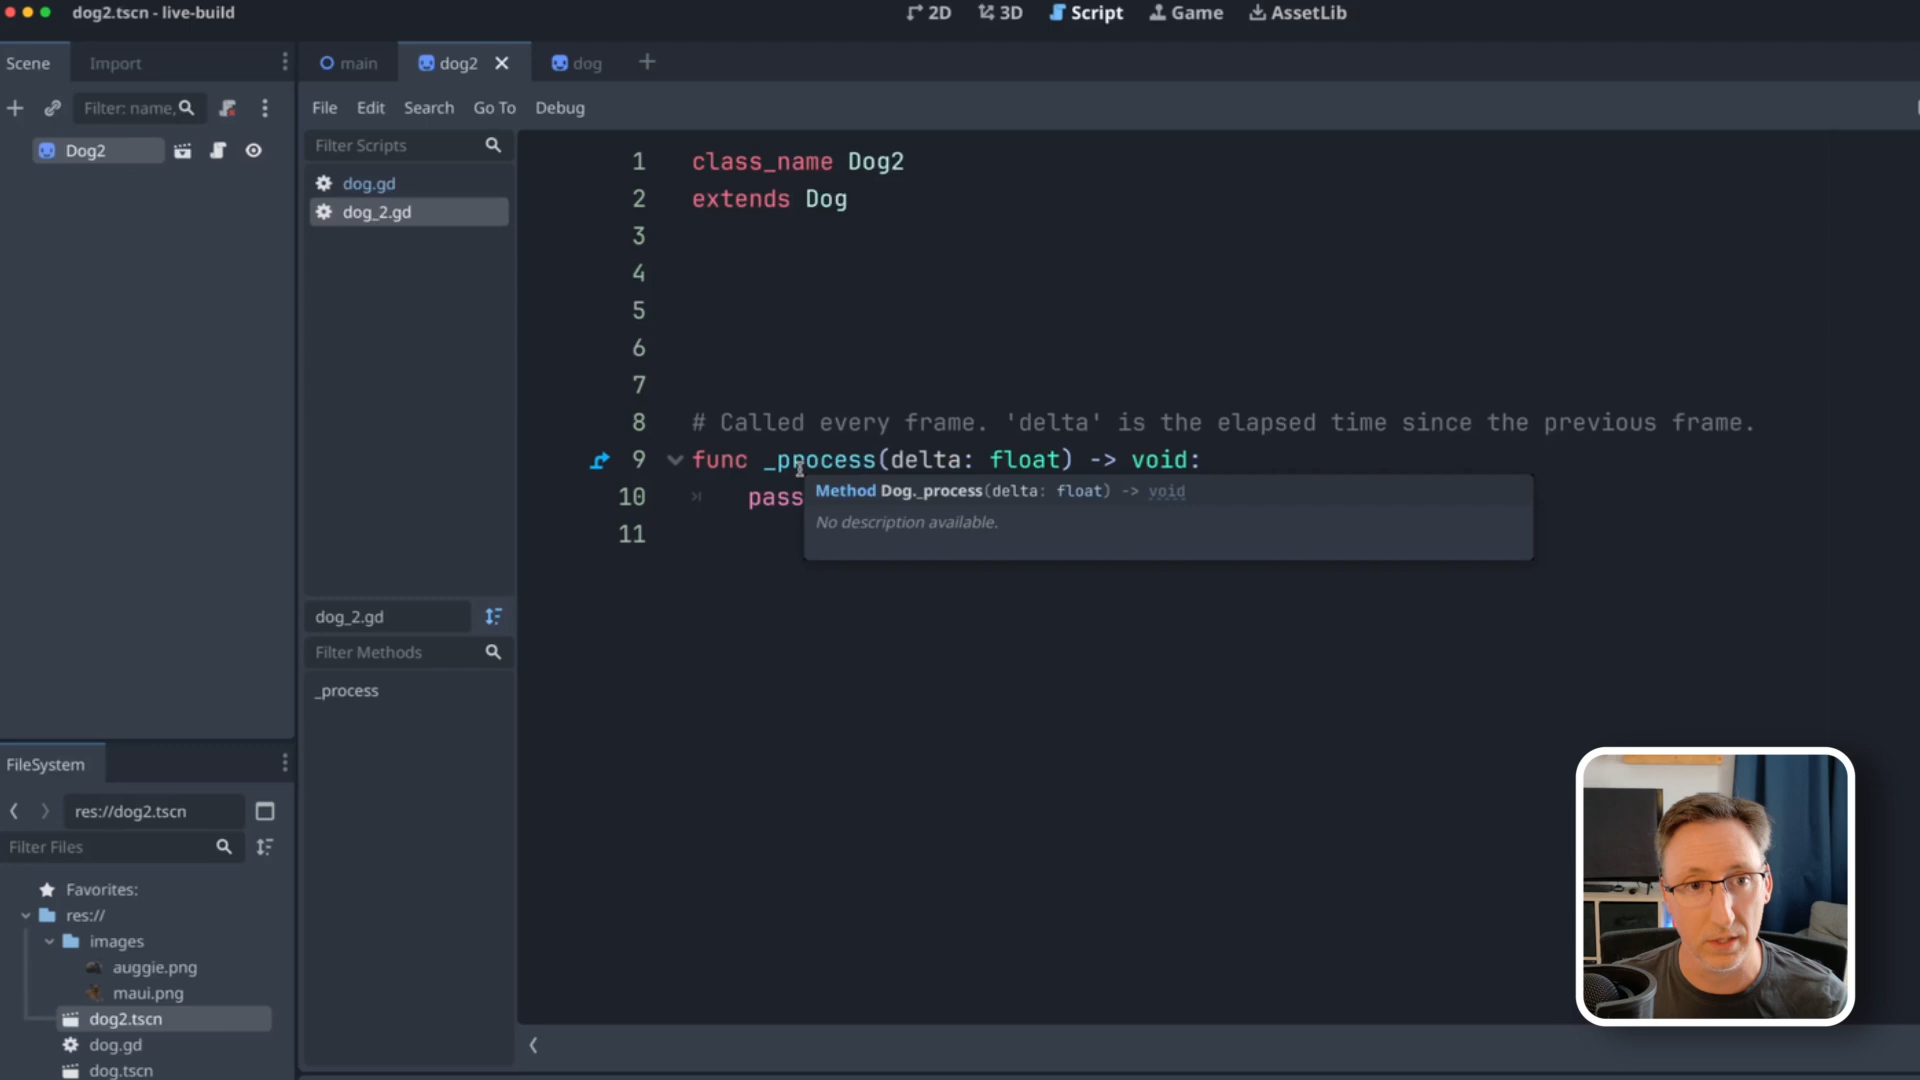 dog2.tscn - live-build
2D
3D
Script
Game
AssetLib
Scene
Import
main
dog2
dog
Filter: name,
File
Edit
Search
Go To
Debug
Dog2
Filter Scripts
dog.gd
dog_2.gd
1 class_name Dog2
2 extends Dog
3
4
5
6
7
8 # Called every frame. 'delta' is the elapsed time since the previous frame.
9 func _process(delta: float) -> void:
10 pass
11
Method Dog._process(delta: float) -> void
No description available.
dog_2.gd
Filter Methods
_process
FileSystem
res://dog2.tscn
Filter Files
Favorites:
res://
images
auggie.png
maui.png
dog2.tscn
dog.gd
dog.tscn